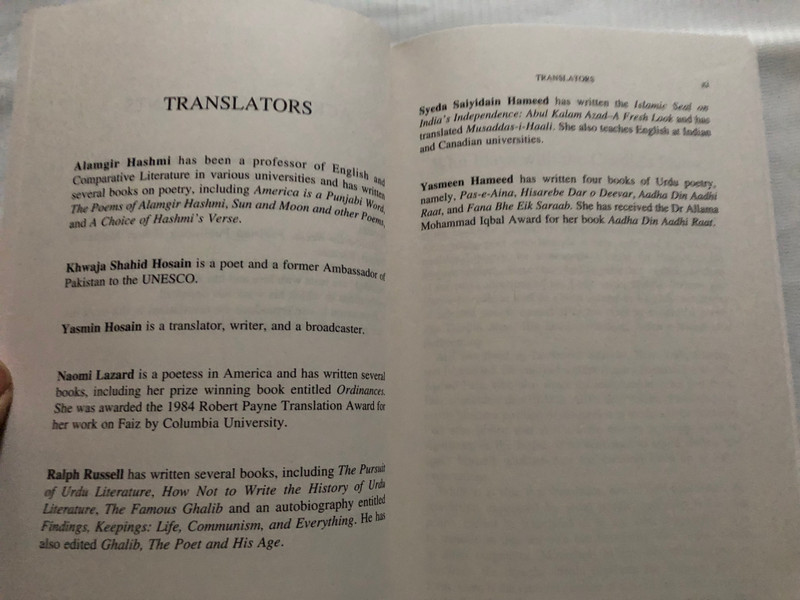 TRANSLATORS
Alamgir Hashmi has been a professor of English and
Comparative Literature in various universities and has written
several books on poetry, including America is a Punjabi Word,
The Poems of Alamgir Hashmi, Sun and Moon and other Poems,
and A Choice of Hashmi's Verse.
Khwaja Shahid Hosain is a poet and a former Ambassador of
Pakistan to the UNESCO.
Yasmin Hosain is a translator, writer, and a broadcaster.
Naomi Lazard is a poetess in America and has written several
books, including her prize winning book entitled Ordinances.
She was awarded the 1984 Robert Payne Translation Award for
her work on Faiz by Columbia University.
Ralph Russell has written several books, including The Pursuit
of Urdu Literature, How Not to Write the History of Urdu
Literature, The Famous Ghalib and an autobiography entitled
Findings, Keepings: Life, Communism, and Everything. He has
also edited Ghalib, The Poet and His Age.
TRANSLATORS
Syeda Saiyidain Hameed has written the Islamic Seal on
India's Independence: Abul Kalam Azad–A Fresh Look and has
translated Musaddas-i-Haali. She also teaches English at Indian
and Canadian universities.
Yasmeen Hameed has written four books of Urdu poetry,
namely, Pas-e-Aina, Hisarebe Dar o Deevar, Aadha Din Aadhi
Raat, and Fana Bhe Eik Saraab. She has received the Dr Allama
Mohammad Iqbal Award for her book Aadha Din Aadhi Raat.